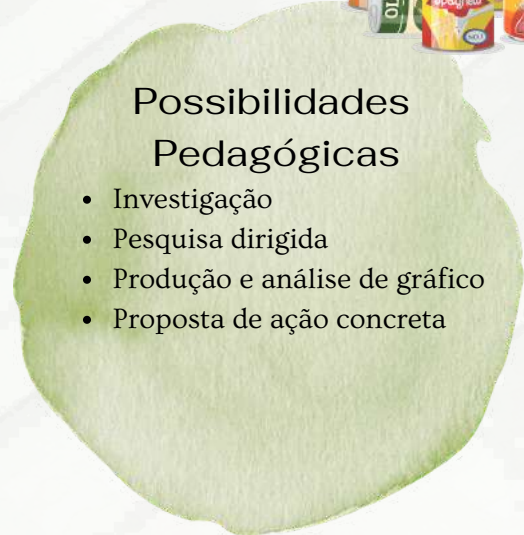 Possibilidades
Pedagógicas
• Investigação
• Pesquisa dirigida
• Produção e análise de gráfico
• Proposta de ação concreta